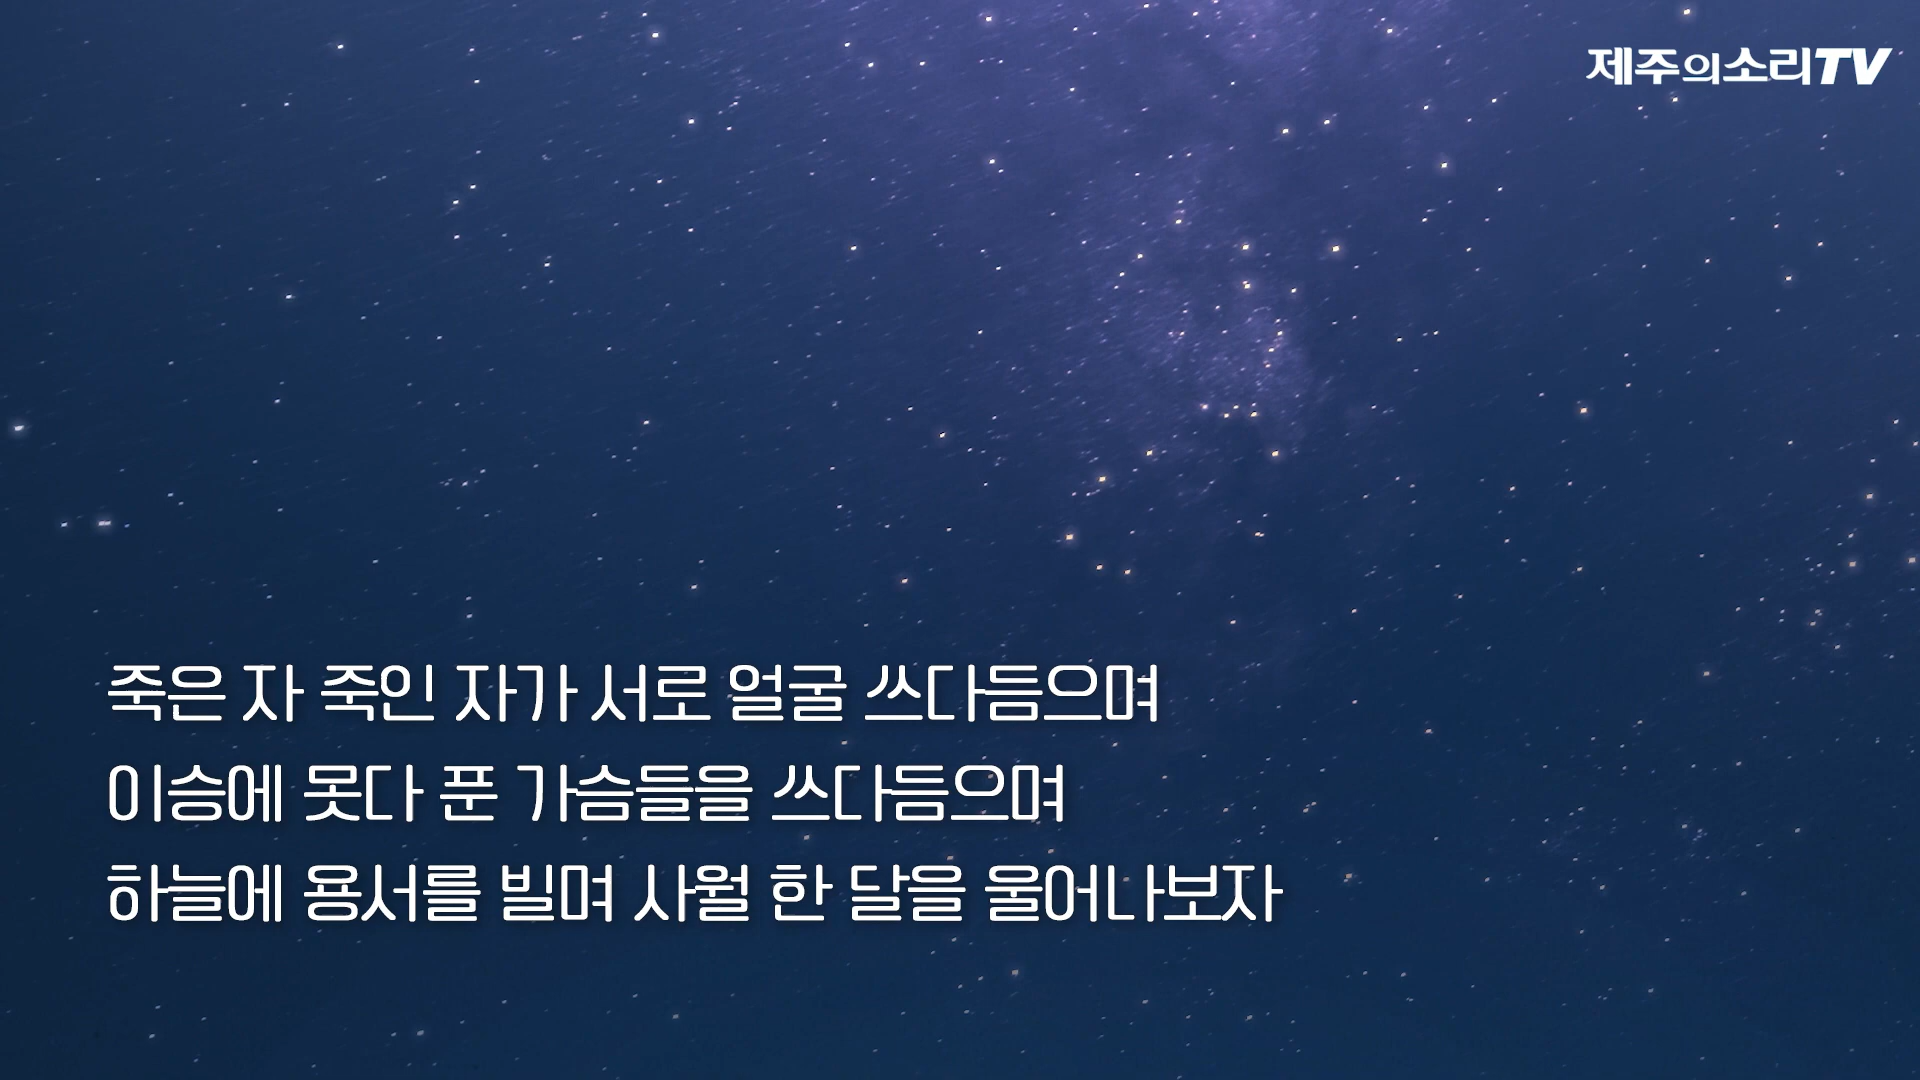 제주의소리TV
죽은 자 죽인 자가 서로 얼굴 쓰다듬으며
이승에 못다 푼 가슴들을 쓰다듬으며
하늘에 용서를 빌며 사월 한 달을 울어나보자